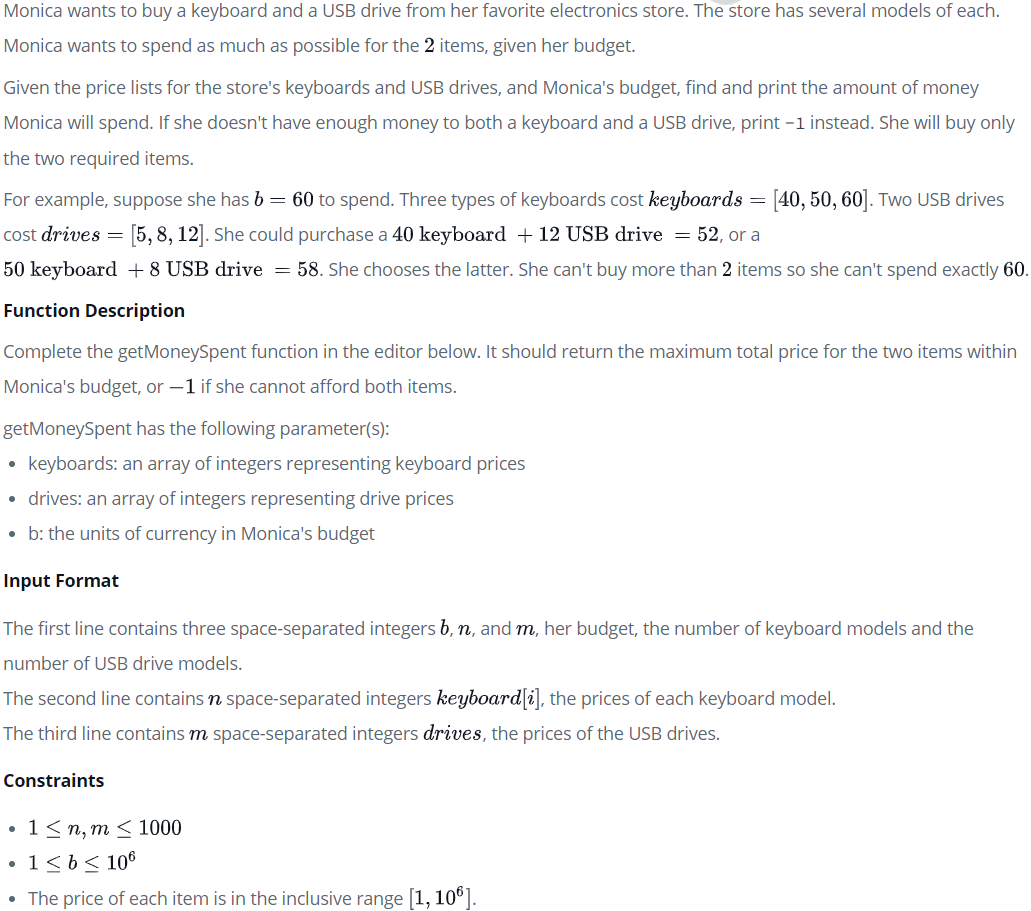 Monica wants to buy a keyboard and a USB drive from her favorite electronics store. The store has several models of each.
Monica wants to spend as much as possible for the 2 items, given her budget.
Given the price lists for the store's keyboards and USB drives, and Monica's budget, find and print the amount of money
Monica will spend. If she doesn't have enough money to both a keyboard and a USB drive, print -1 instead. She will buy only
the two required items.
For example, suppose she has b = 60 to spend. Three types of keyboards cost keyboards = [40, 50, 60]. Two USB drives
cost drives = [5, 8, 12]. She could purchase a 40 keyboard + 12 USB drive = 52, or a
50 keyboard + 8 USB drive = 58. She chooses the latter. She can't buy more than 2 items so she can't spend exactly 60.
Function Description
Complete the getMoneySpent function in the editor below. It should return the maximum total price for the two items within
Monica's budget, or −1 if she cannot afford both items.
getMoneySpent has the following parameter(s):
• keyboards: an array of integers representing keyboard prices
• drives: an array of integers representing drive prices
• b: the units of currency in Monica's budget
Input Format
The first line contains three space-separated integers b, n, and m, her budget, the number of keyboard models and the
number of USB drive models.
The second line contains n space-separated integers keyboard[i], the prices of each keyboard model.
The third line contains m space-separated integers drives, the prices of the USB drives.
Constraints
• 1 ≤ n, m ≤ 1000
• 1 ≤ b ≤ 10⁶
• The price of each item is in the inclusive range [1, 10⁶].